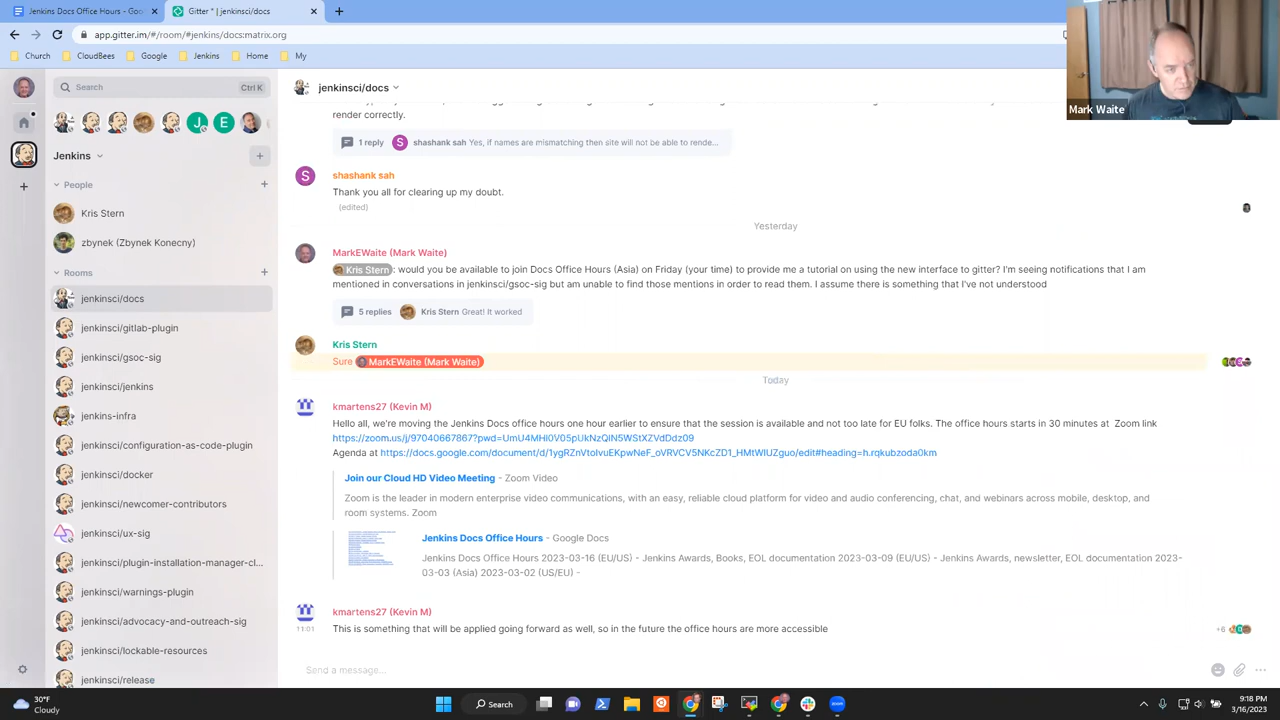 Jenkins Docs Office Hours - Goo
Gitter | "jenkinsci/docs"
app.gitter.im/#/room/#jenkins/docs:matrix.org
Church
CloudBees
Google
Jenkins
Home
My
Mark Waite
Search
Ctrl K
jenkinsci/docs
render correctly.
1 reply
shashank sah Yes, if names are mismatching then site will not be able to rende...
J
E
Jenkins
shashank sah
Thank you all for clearing up my doubt.
(edited)
People
Kris Stern
zbynek (Zbynek Konecny)
Rooms
jenkinsci/docs
jenkinsci/gitlab-plugin
jenkinsci/gsoc-sig
jenkinsci/jenkins
jenkins-infra
jenkinsci/configuration-as-code-plugin
jenkinsci/docker
jenkinsci/newcomer-contributors
jenkinsci/ux-sig
jenkinsci/plugin-installation-manager-cl...
jenkinsci/warnings-plugin
jenkinsci/advocacy-and-outreach-sig
jenkinsci/lockable-resources
jenkinsci/release
Yesterday
MarkEWaite (Mark Waite)
Kris Stern : would you be available to join Docs Office Hours (Asia) on Friday (your time) to provide me a tutorial on using the new interface to gitter? I'm seeing notifications that I am
mentioned in conversations in jenkinsci/gsoc-sig but am unable to find those mentions in order to read them. I assume there is something that I've not understood
5 replies
Kris Stern Great! It worked
Kris Stern
Sure MarkEWaite (Mark Waite)
Today
kmartens27 (Kevin M)
Hello all, we're moving the Jenkins Docs office hours one hour earlier to ensure that the session is available and not too late for EU folks. The office hours starts in 30 minutes at Zoom link
Agenda at
Join our Cloud HD Video Meeting - Zoom Video
Zoom is the leader in modern enterprise video communications, with an easy, reliable cloud platform for video and audio conferencing, chat, and webinars across mobile, desktop, and
room systems. Zoom
Jenkins Docs Office Hours - Google Docs
Jenkins Docs Office Hours 2023-03-16 (EU/US) - Jenkins Awards, Books, EOL documentation 2023-03-09 (EU/US) - Jenkins Awards, newsletter, EOL documentation 2023-
03-03 (Asia) 2023-03-02 (US/EU) -
kmartens27 (Kevin M)
11:01
This is something that will be applied going forward as well, so in the future the office hours are more accessible
+6
Send a message...
30°F
Cloudy
Search
9:18 PM
3/16/2023